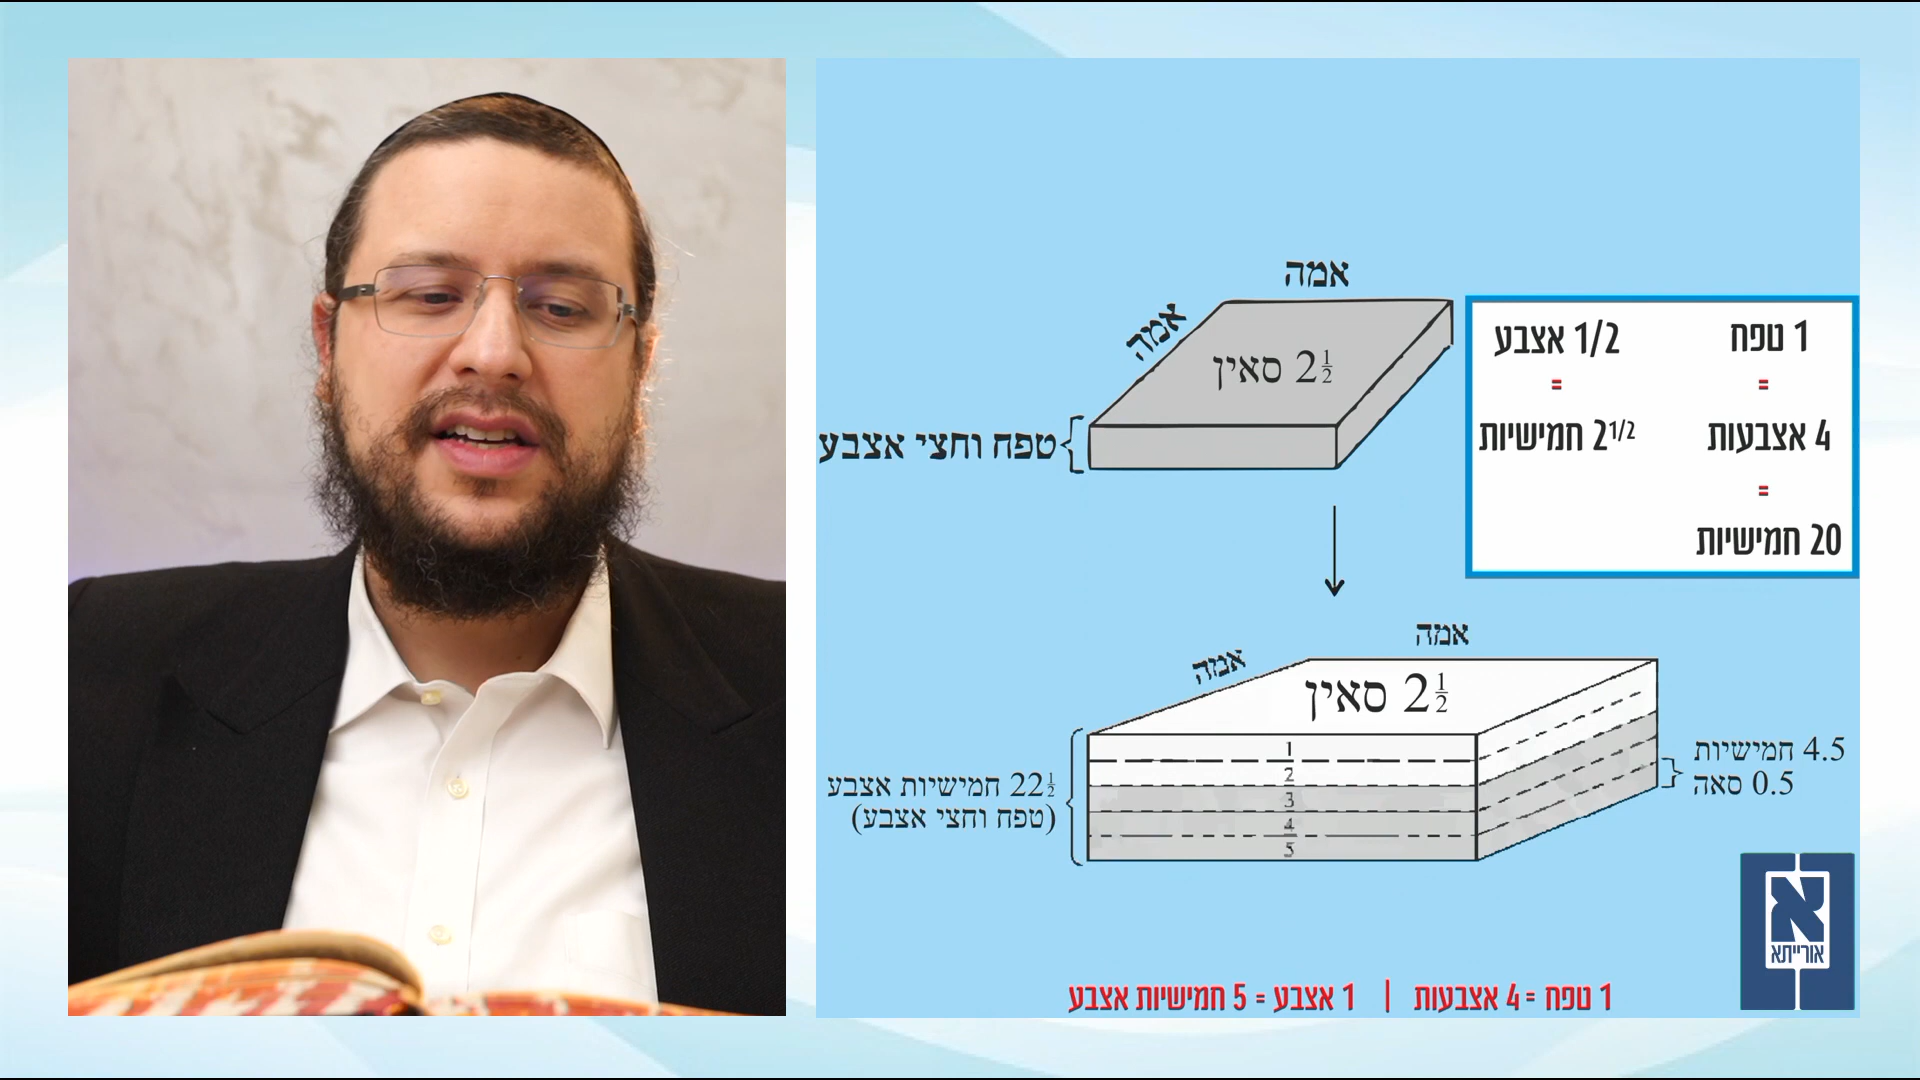 אמה
אמה
2½ סאין
טפח וחצי אצבע
1 טפח
=
4 אצבעות
=
20 חמישיות
1/2 אצבע
=
2 1/2 חמישיות
אמה
אמה
2½ סאין
1
2
3
4
5
22½ חמישיות אצבע
(טפח וחצי אצבע)
4.5 חמישיות
0.5 סאה
אורייתא
1 טפח = 4 אצבעות | 1 אצבע = 5 חמישיות אצבע